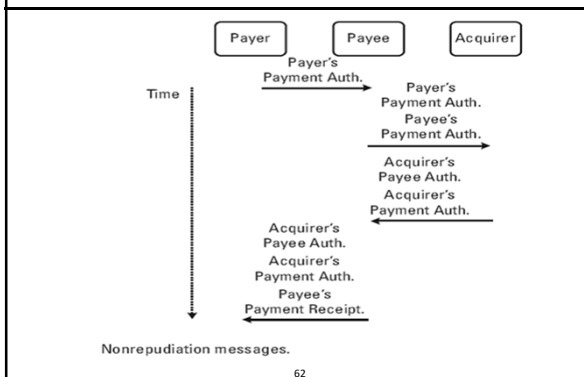 Payer Payee Acquirer
Payer's
Payment Auth.
Time
Payer's
Payment Auth.
Payee's
Payment Auth.
Acquirer's
Payee Auth.
Acquirer's
Payment Auth.
Acquirer's
Payee Auth.
Acquirer's
Payment Auth.
Payee's
Payment Receipt.
Nonrepudiation messages.
62